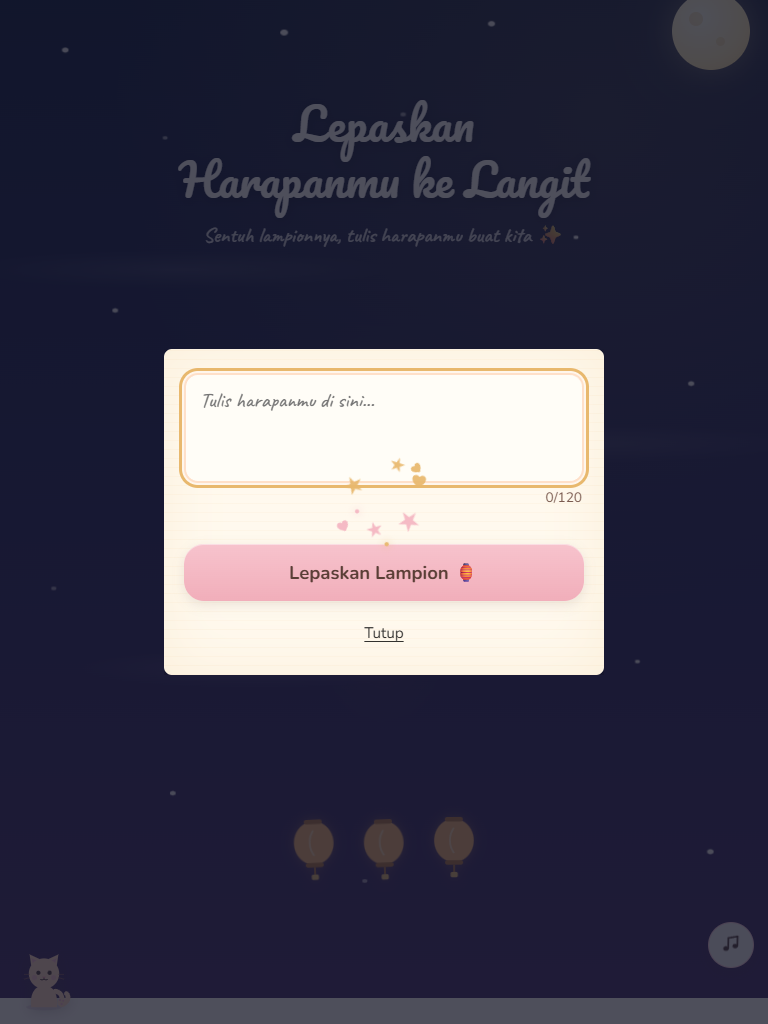 Lepaskan
Harapanmu ke Langit
Sentuh lampionnya, tulis harapanmu buat kita ✨
Tulis harapanmu di sini...
0/120
Lepaskan Lampion 🏮
Tutup